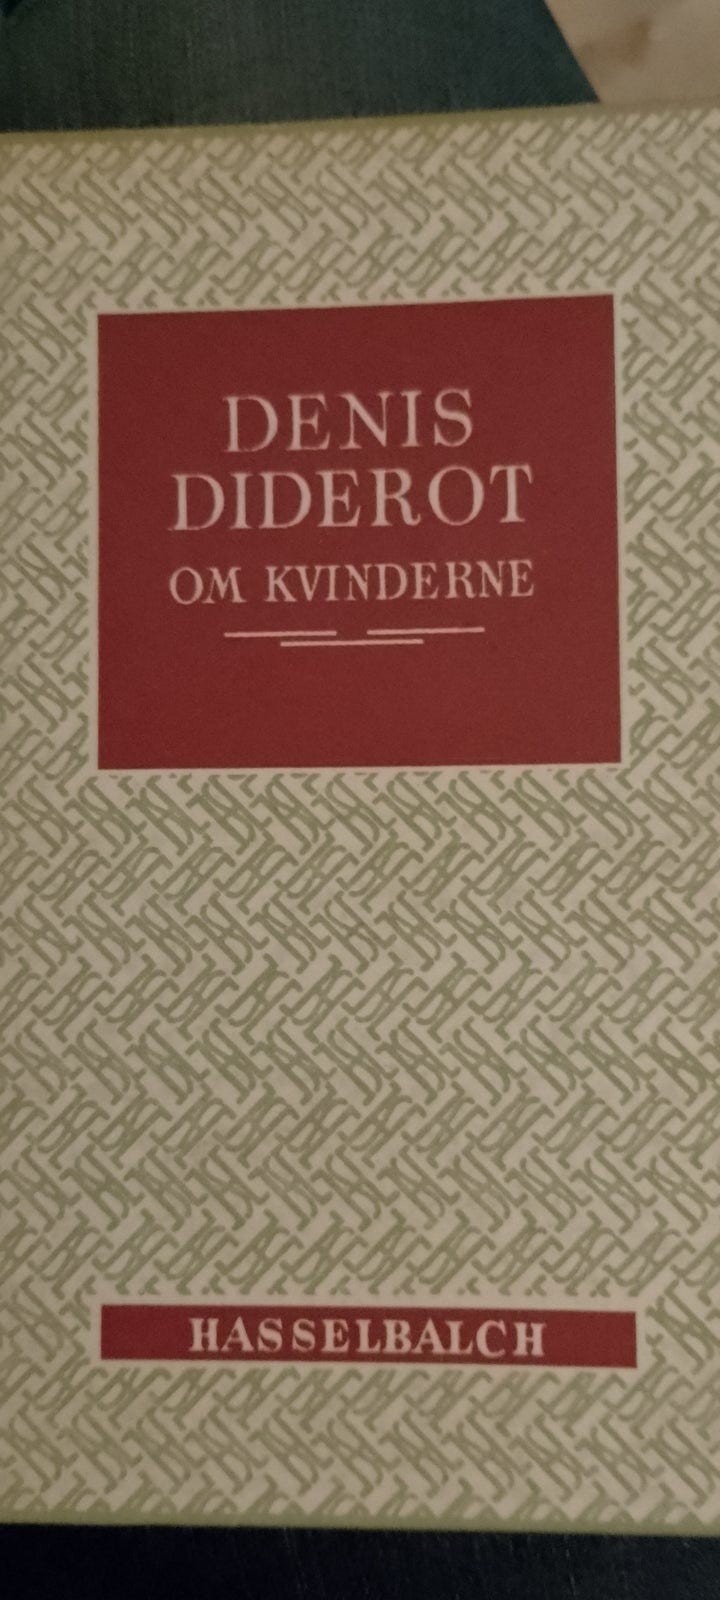 DENIS
DIDEROT
OM KVINDERNE
HASSELBALCH